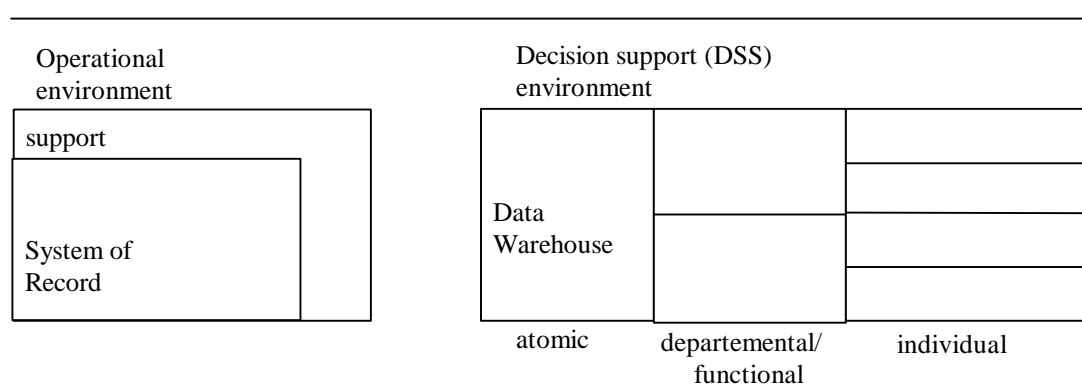 Operational
environment
Decision support (DSS)
environment
support
System of
Record
Data
Warehouse
atomic
departemental/
functional
individual